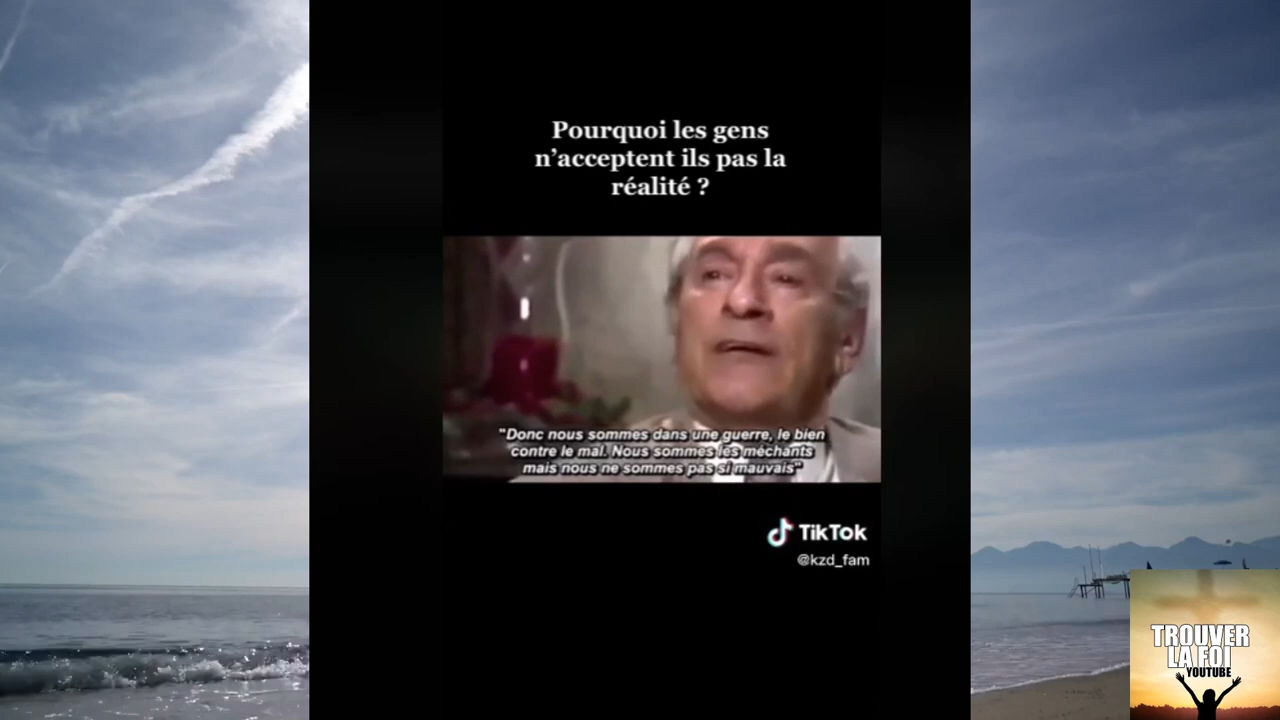 Pourquoi les gens
n’acceptent ils pas la
réalité ?
"Donc nous sommes dans une guerre, le bien
contre le mal. Nous sommes les méchants
mais nous ne sommes pas si mauvais"
TikTok
@kzd_fam
TROUVER
LA FOI
YOUTUBE